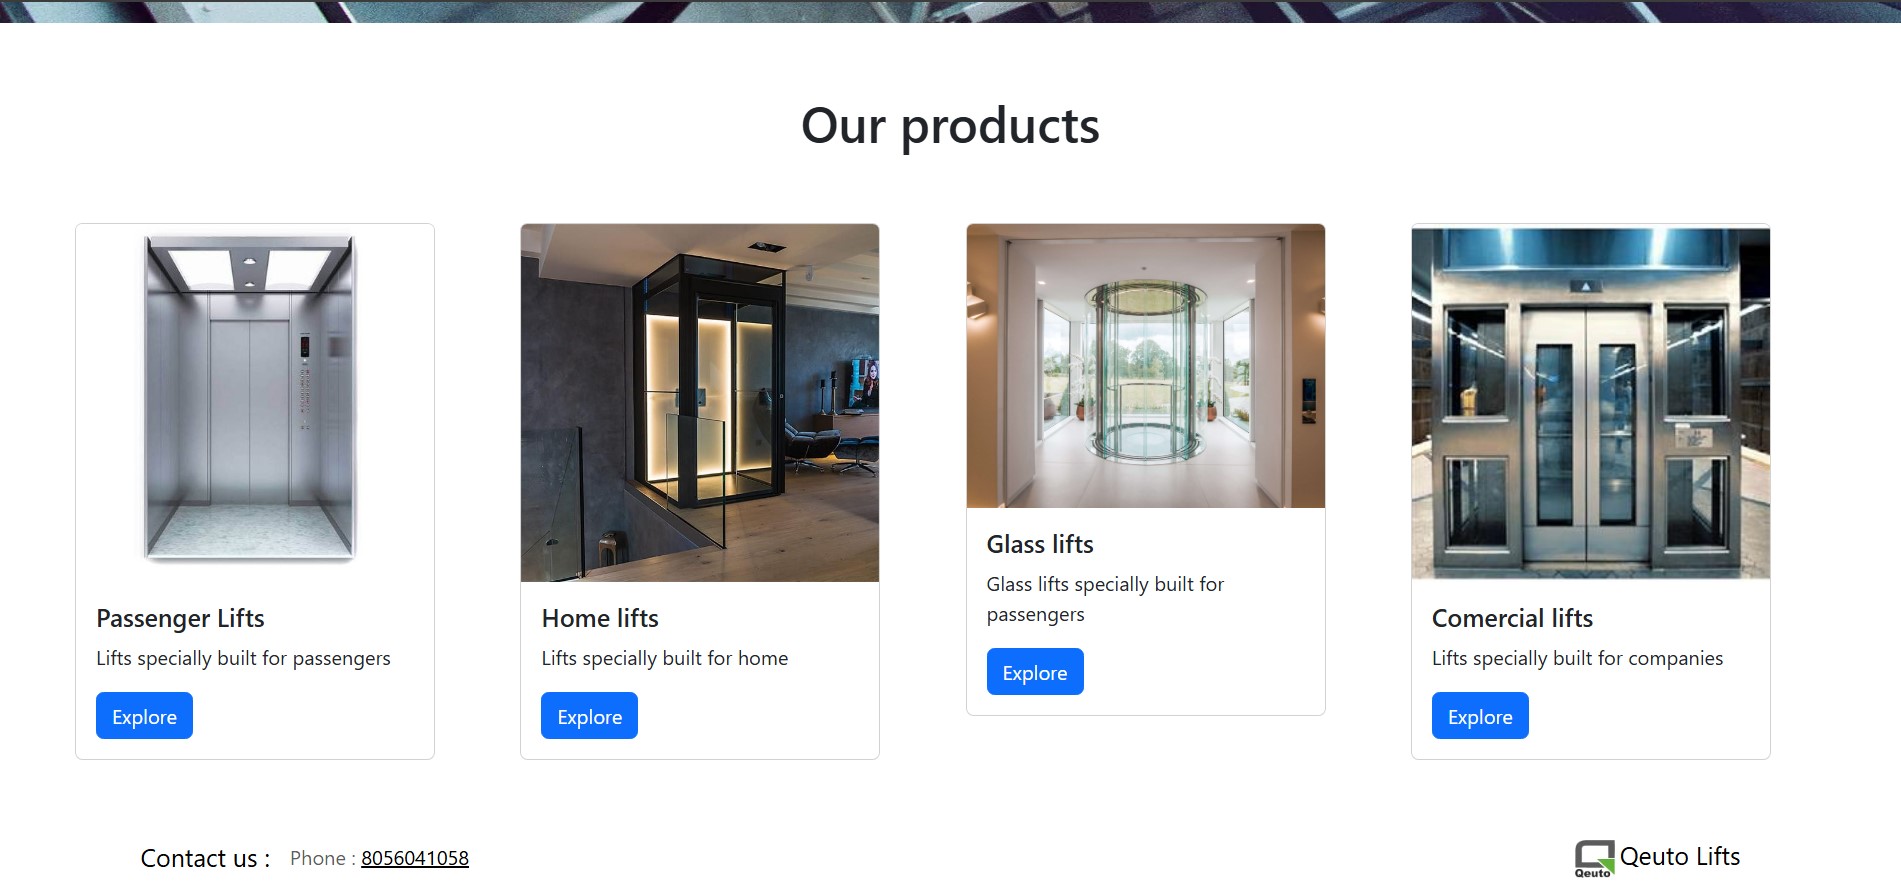 Our products
Passenger Lifts
Lifts specially built for passengers
Explore
Home lifts
Lifts specially built for home
Explore
Glass lifts
Glass lifts specially built for
passengers
Explore
Comercial lifts
Lifts specially built for companies
Explore
Contact us : Phone : 8056041058
Qeuto Qeuto Lifts